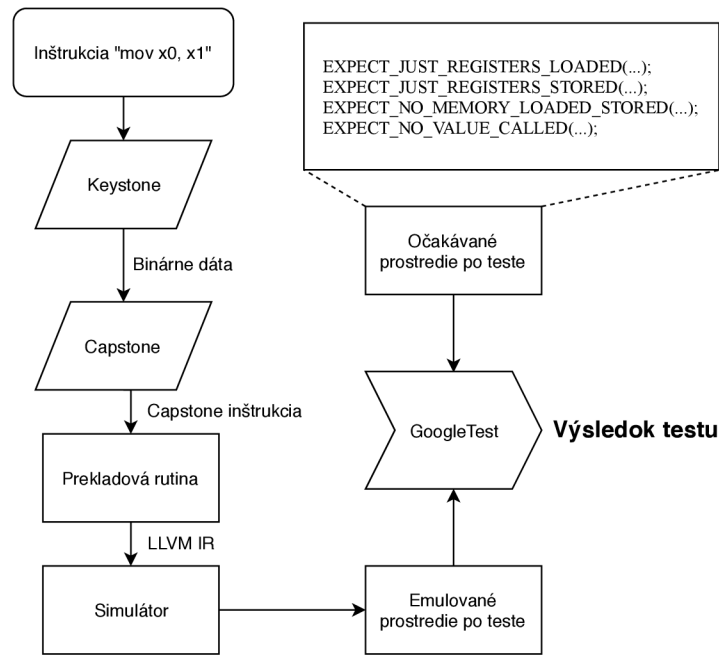 Inštrukcia "mov x0, x1"
Keystone
Binárne dáta
Capstone
Capstone inštrukcia
Prekladová rutina
LLVM IR
Simulátor
EXPECT_JUST_REGISTERS_LOADED(...);
EXPECT_JUST_REGISTERS_STORED(...);
EXPECT_NO_MEMORY_LOADED_STORED(...);
EXPECT_NO_VALUE_CALLED(...);
Očakávané
prostredie po teste
GoogleTest
Výsledok testu
Emulované
prostredie po teste